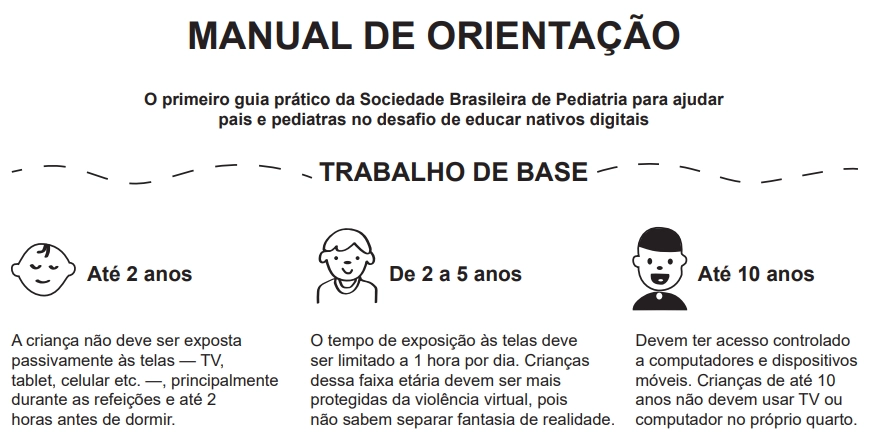 MANUAL DE ORIENTAÇÃO
O primeiro guia prático da Sociedade Brasileira de Pediatria para ajudar
pais e pediatras no desafio de educar nativos digitais
TRABALHO DE BASE
Até 2 anos
A criança não deve ser exposta
passivamente às telas — TV,
tablet, celular etc. —, principalmente
durante as refeições e até 2
horas antes de dormir.
De 2 a 5 anos
O tempo de exposição às telas deve
ser limitado a 1 hora por dia. Crianças
dessa faixa etária devem ser mais
protegidas da violência virtual, pois
não sabem separar fantasia de realidade.
Até 10 anos
Devem ter acesso controlado
a computadores e dispositivos
móveis. Crianças de até 10
anos não devem usar TV ou
computador no próprio quarto.